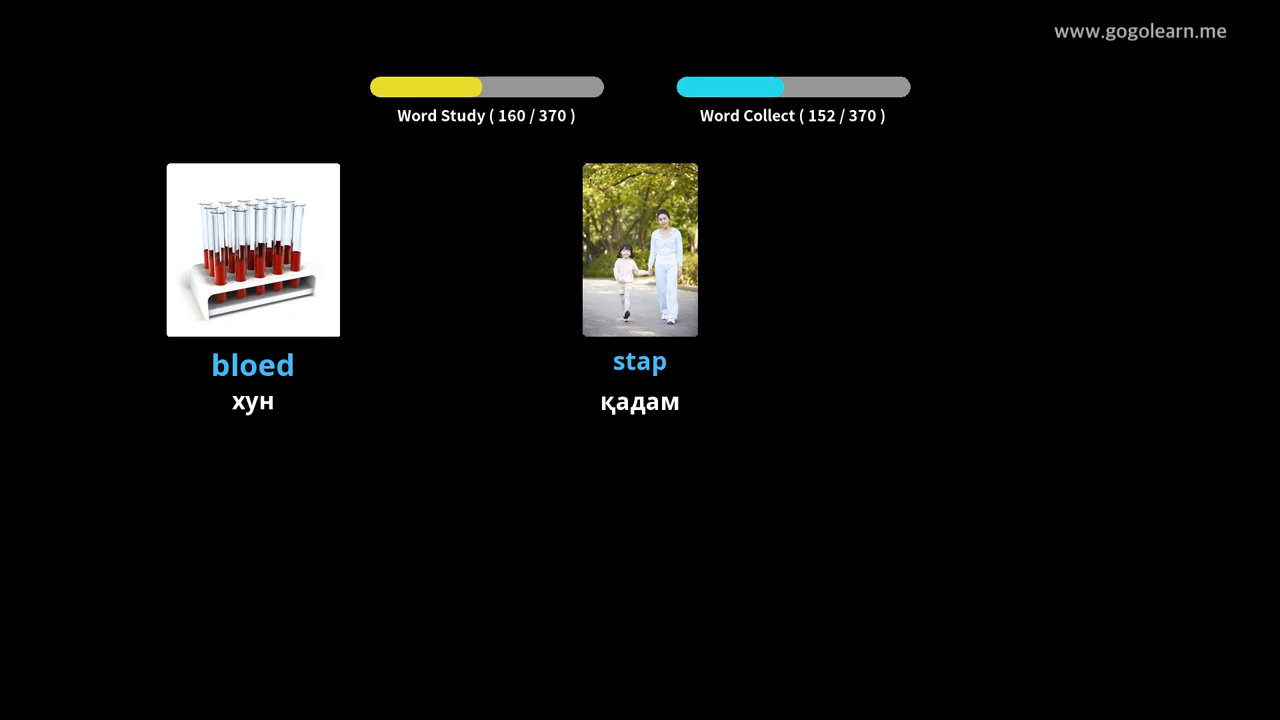 www.gogolearn.me
Word Study ( 160 / 370 )
Word Collect ( 152 / 370 )
bloed
хун
stap
қадам